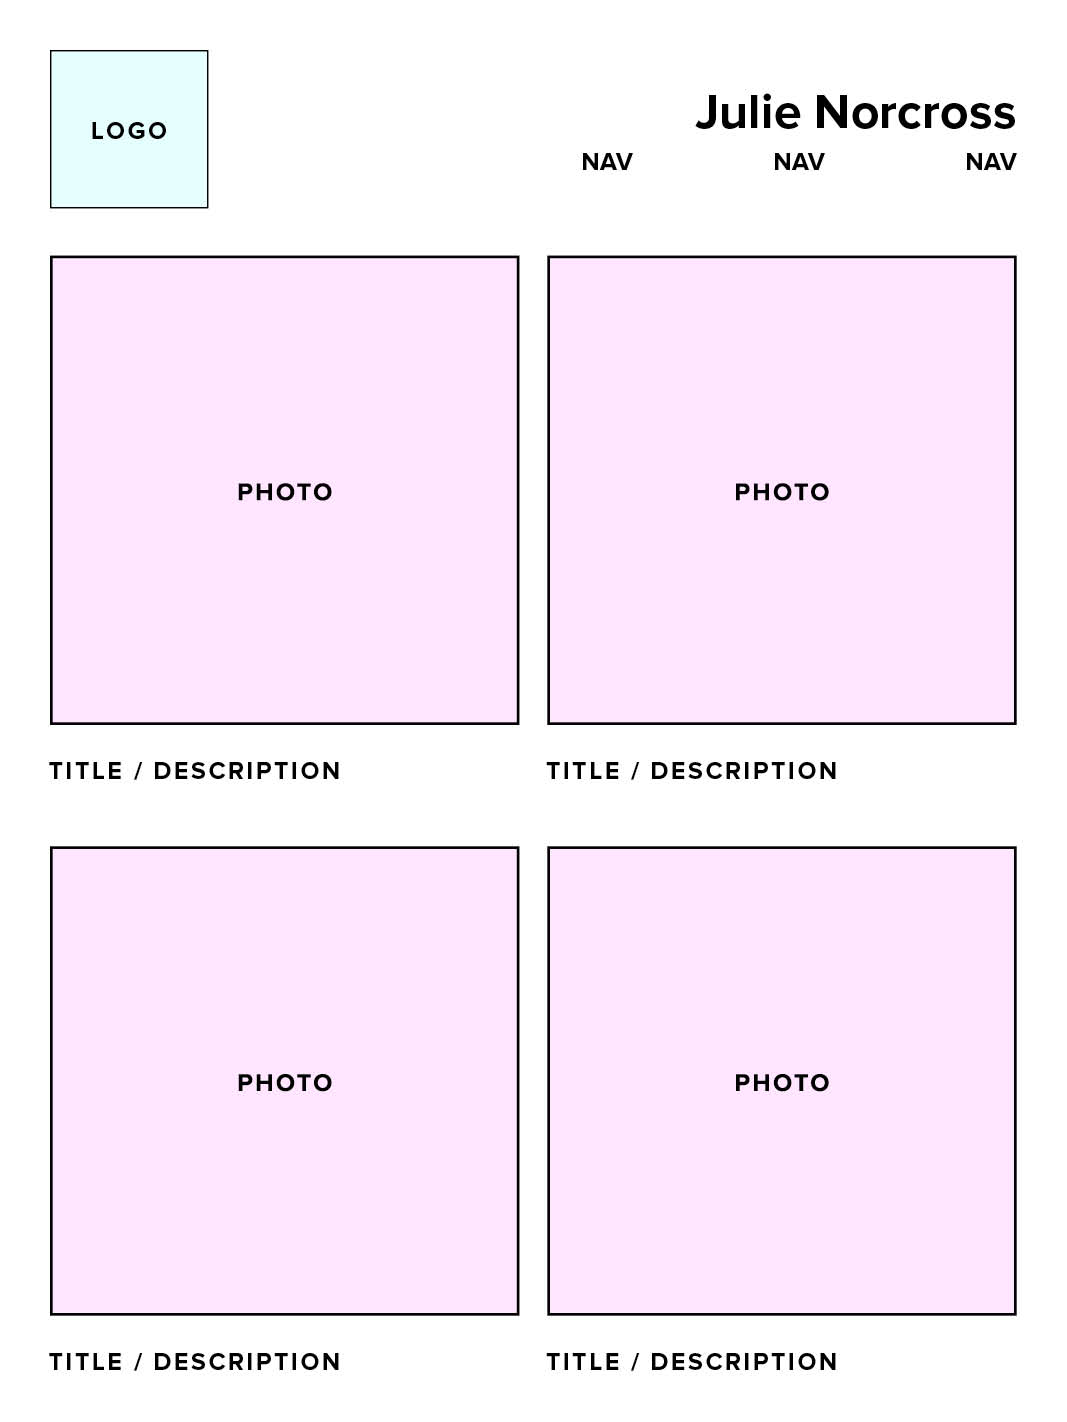 LOGO
Julie Norcross
NAV NAV NAV
PHOTO PHOTO
TITLE / DESCRIPTION TITLE / DESCRIPTION
PHOTO PHOTO
TITLE / DESCRIPTION TITLE / DESCRIPTION